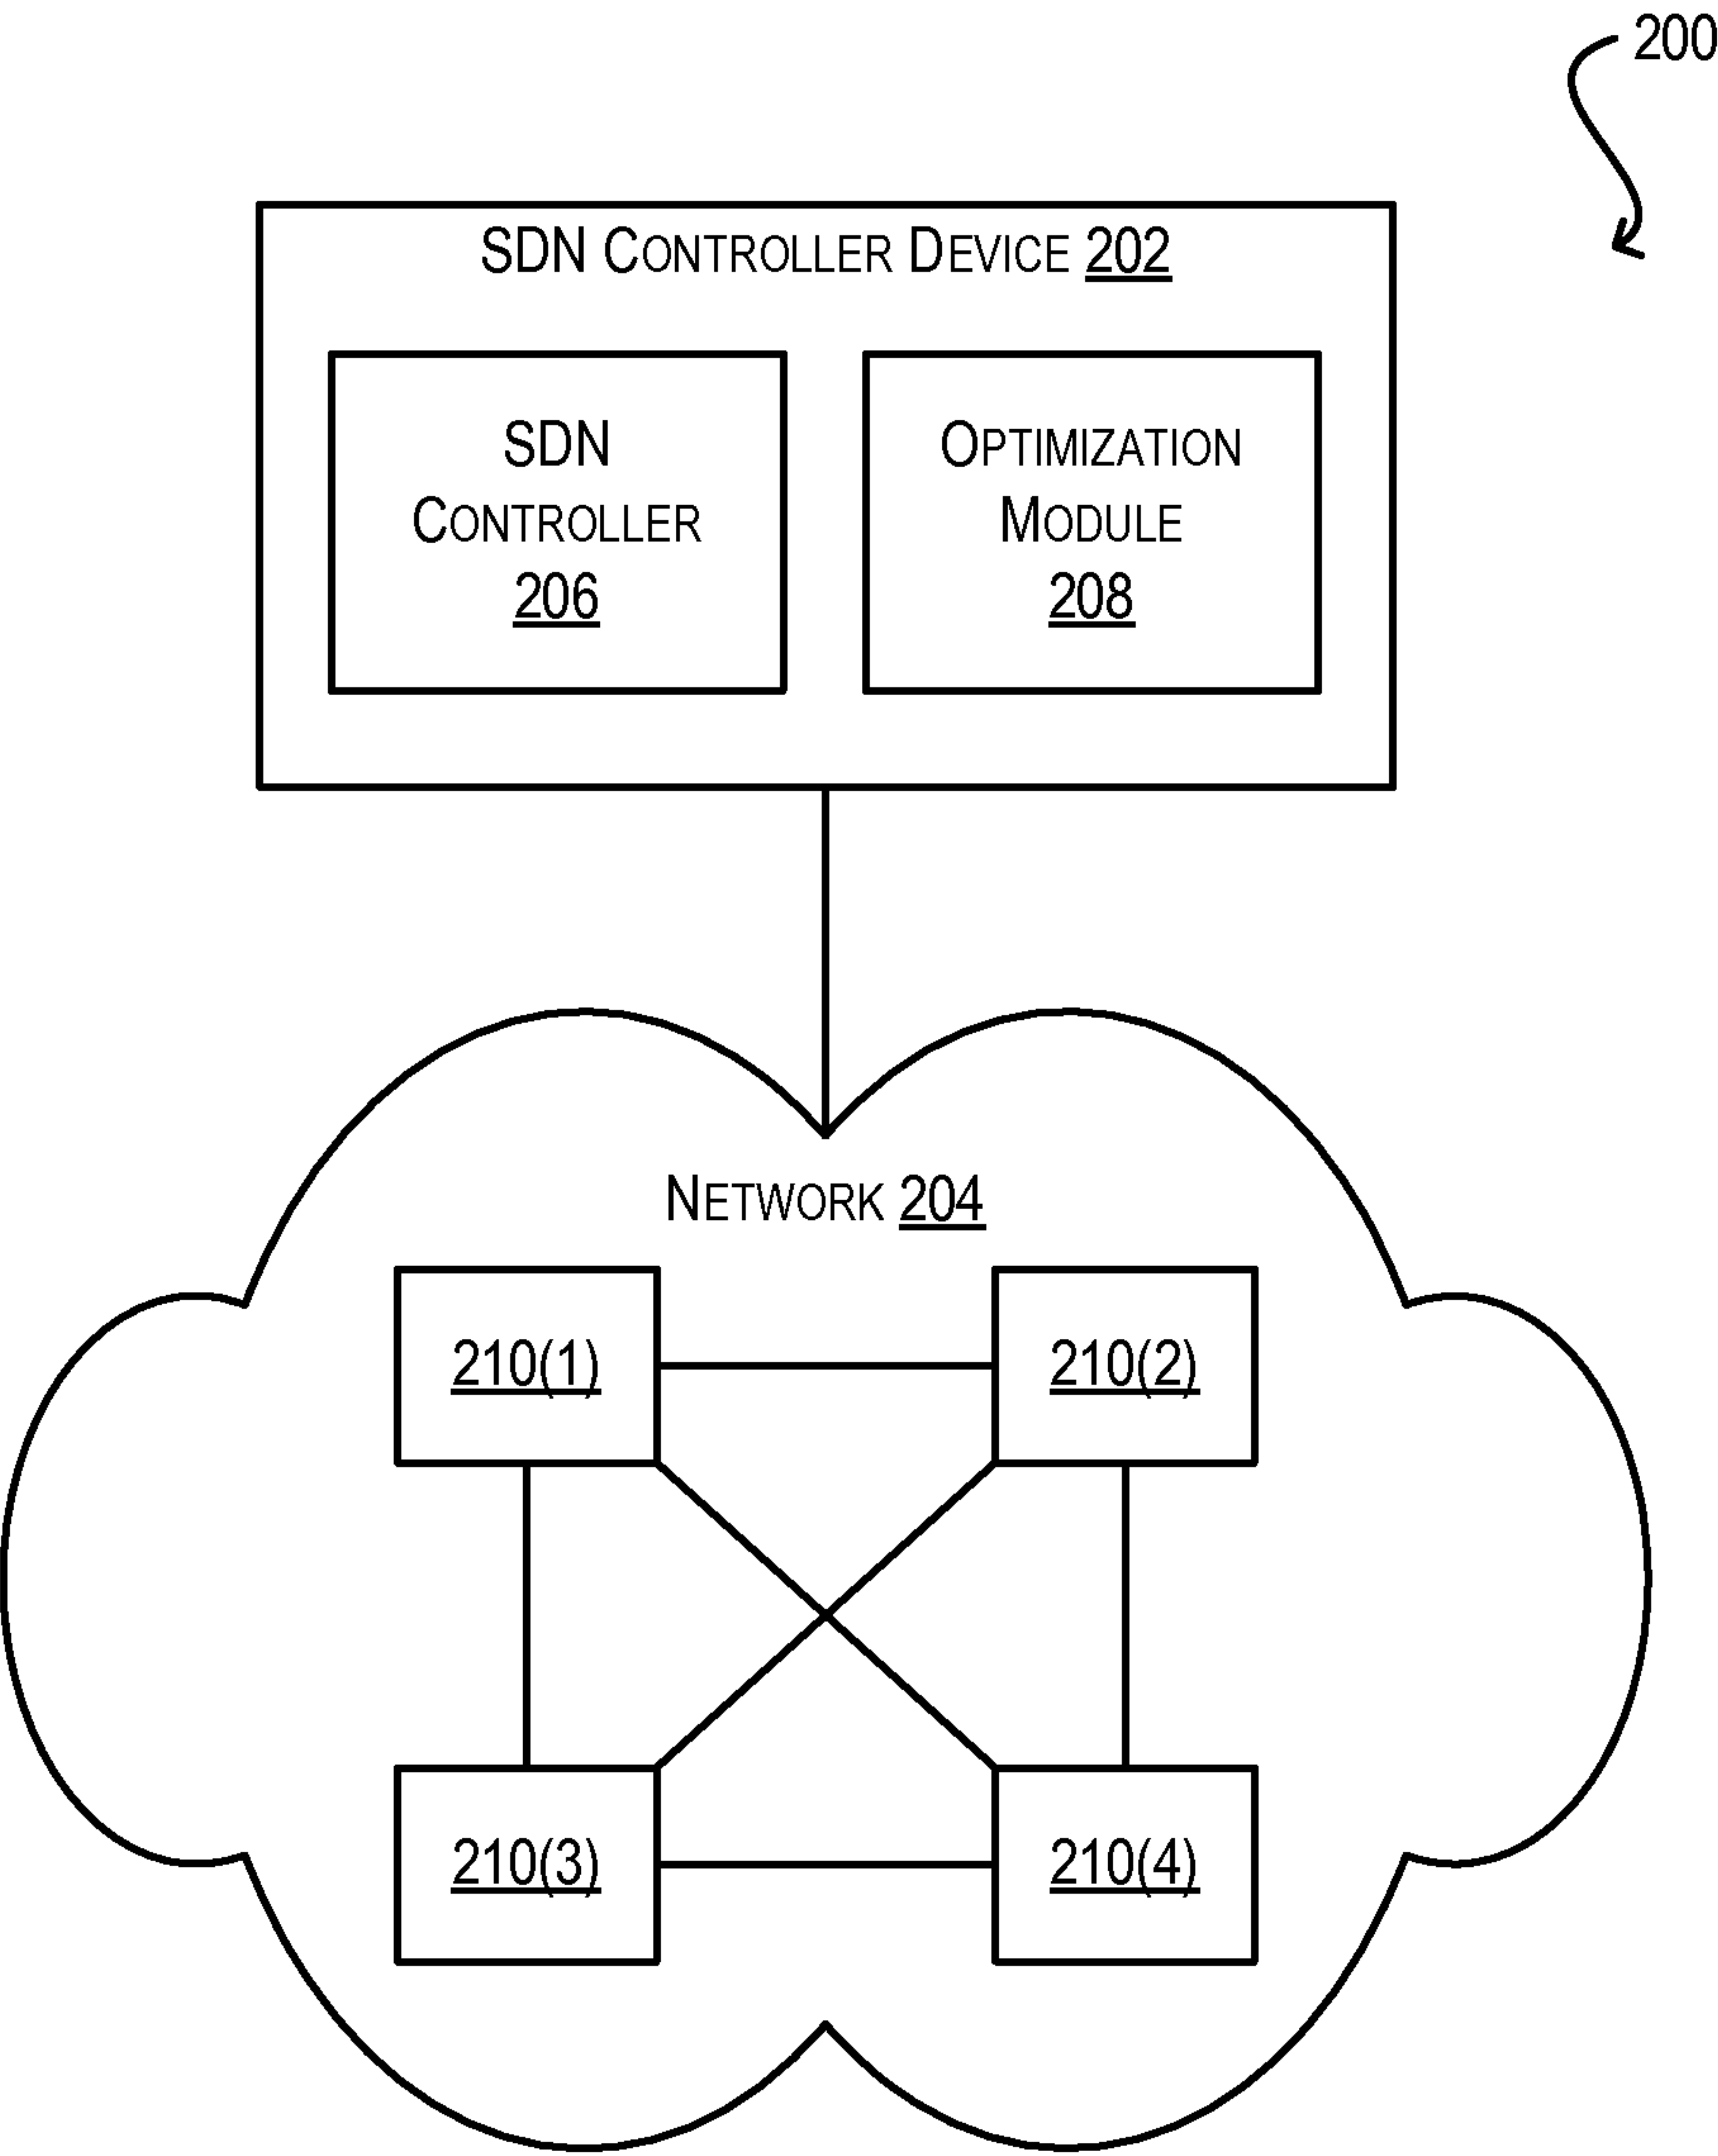 200
SDN CONTROLLER DEVICE 202
SDN
CONTROLLER
206
OPTIMIZATION
MODULE
208
NETWORK 204
210(1)
210(2)
210(3)
210(4)